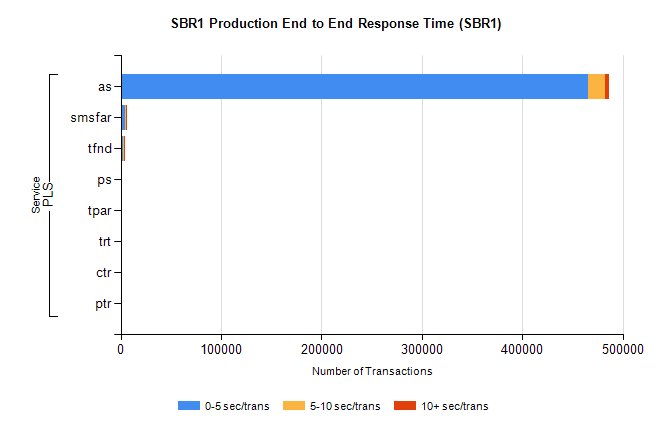 SBR1 Production End to End Response Time (SBR1)
Service
PLS
as
smsfar
tfnd
ps
tpar
trt
ctr
ptr
0 100000 200000 300000 400000 500000
Number of Transactions
0-5 sec/trans 5-10 sec/trans 10+ sec/trans